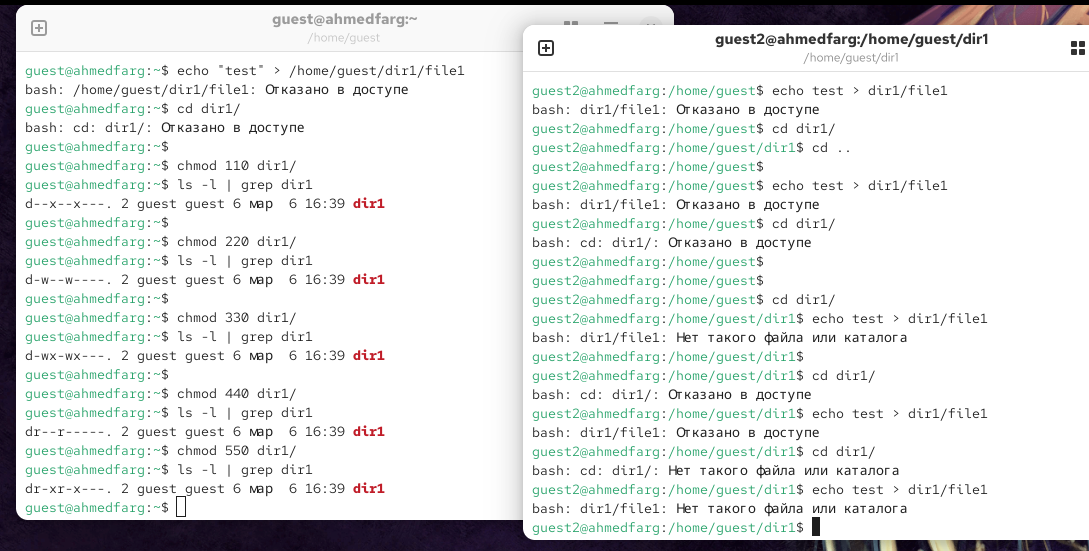 guest@ahmedfarg:~
/home/guest
guest@ahmedfarg:~$ echo "test" > /home/guest/dir1/file1
bash: /home/guest/dir1/file1: Отказано в доступе
guest@ahmedfarg:~$ cd dir1/
bash: cd: dir1/: Отказано в доступе
guest@ahmedfarg:~$
guest@ahmedfarg:~$ chmod 110 dir1/
guest@ahmedfarg:~$ ls -l | grep dir1
d--x--x---. 2 guest guest 6 мар  6 16:39 dir1
guest@ahmedfarg:~$
guest@ahmedfarg:~$ chmod 220 dir1/
guest@ahmedfarg:~$ ls -l | grep dir1
d-w--w----. 2 guest guest 6 мар  6 16:39 dir1
guest@ahmedfarg:~$
guest@ahmedfarg:~$ chmod 330 dir1/
guest@ahmedfarg:~$ ls -l | grep dir1
d-wx-wx---. 2 guest guest 6 мар  6 16:39 dir1
guest@ahmedfarg:~$
guest@ahmedfarg:~$ chmod 440 dir1/
guest@ahmedfarg:~$ ls -l | grep dir1
dr--r-----. 2 guest guest 6 мар  6 16:39 dir1
guest@ahmedfarg:~$ chmod 550 dir1/
guest@ahmedfarg:~$ ls -l | grep dir1
dr-xr-x---. 2 guest guest 6 мар  6 16:39 dir1
guest@ahmedfarg:~$
guest2@ahmedfarg:/home/guest/dir1
/home/guest/dir1
guest2@ahmedfarg:/home/guest$ echo test > dir1/file1
bash: dir1/file1: Отказано в доступе
guest2@ahmedfarg:/home/guest$ cd dir1/
guest2@ahmedfarg:/home/guest/dir1$ cd ..
guest2@ahmedfarg:/home/guest$
guest2@ahmedfarg:/home/guest$ echo test > dir1/file1
bash: dir1/file1: Отказано в доступе
guest2@ahmedfarg:/home/guest$ cd dir1/
bash: cd: dir1/: Отказано в доступе
guest2@ahmedfarg:/home/guest$
guest2@ahmedfarg:/home/guest$
guest2@ahmedfarg:/home/guest$ cd dir1/
guest2@ahmedfarg:/home/guest/dir1$ echo test > dir1/file1
bash: dir1/file1: Нет такого файла или каталога
guest2@ahmedfarg:/home/guest/dir1$
guest2@ahmedfarg:/home/guest/dir1$ cd dir1/
bash: cd: dir1/: Отказано в доступе
guest2@ahmedfarg:/home/guest/dir1$ echo test > dir1/file1
bash: dir1/file1: Отказано в доступе
guest2@ahmedfarg:/home/guest/dir1$ cd dir1/
bash: cd: dir1/: Нет такого файла или каталога
guest2@ahmedfarg:/home/guest/dir1$ echo test > dir1/file1
bash: dir1/file1: Нет такого файла или каталога
guest2@ahmedfarg:/home/guest/dir1$